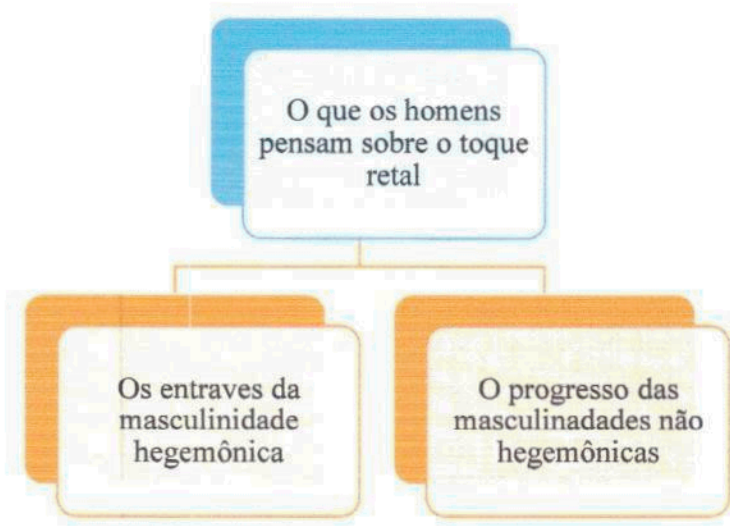 O que os homens
pensam sobre o toque
retal
Os entraves da
masculinidade
hegemônica
O progresso das
masculinadades não
hegemônicas